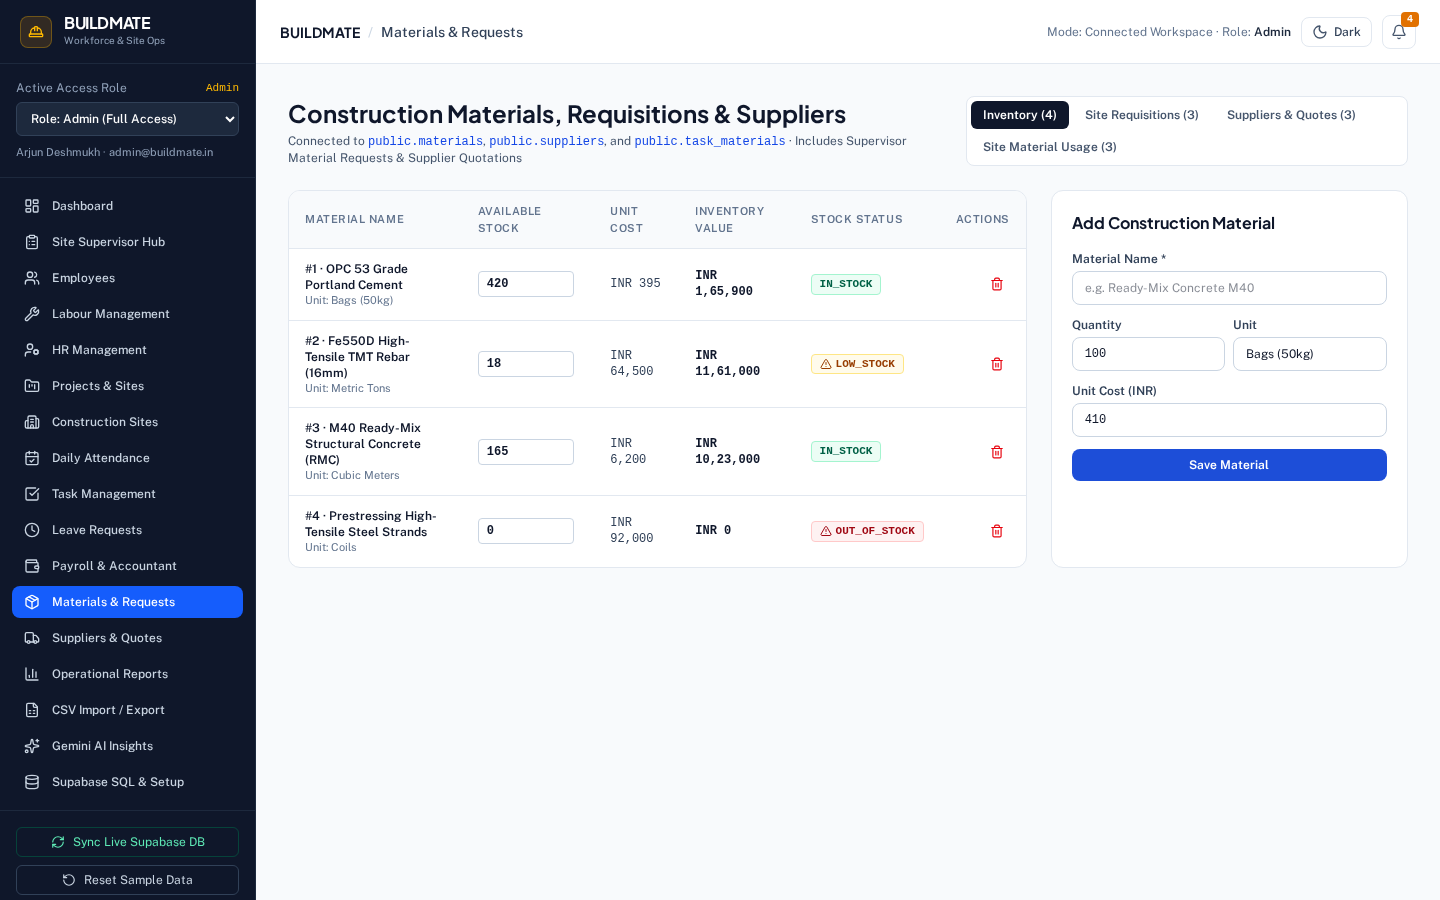 BUILDMATE
Workforce & Site Ops
Active Access Role
Admin
Role: Admin (Full Access)
Arjun Deshmukh · admin@buildmate.in
Dashboard
Site Supervisor Hub
Employees
Labour Management
HR Management
Projects & Sites
Construction Sites
Daily Attendance
Task Management
Leave Requests
Payroll & Accountant
Materials & Requests
Suppliers & Quotes
Operational Reports
CSV Import / Export
Gemini AI Insights
Supabase SQL & Setup
Sync Live Supabase DB
Reset Sample Data
BUILDMATE / Materials & Requests
Mode: Connected Workspace · Role: Admin
Dark
4
Construction Materials, Requisitions & Suppliers
Connected to public.materials, public.suppliers, and public.task_materials · Includes Supervisor
Material Requests & Supplier Quotations
Inventory (4)
Site Requisitions (3)
Suppliers & Quotes (3)
Site Material Usage (3)
MATERIAL NAME
AVAILABLE
STOCK
UNIT
COST
INVENTORY
VALUE
STOCK STATUS
ACTIONS
#1 · OPC 53 Grade
Portland Cement
Unit: Bags (50kg)
420
INR 395
INR
1,65,900
IN_STOCK
#2 · Fe550D High-
Tensile TMT Rebar
(16mm)
Unit: Metric Tons
18
INR
64,500
INR
11,61,000
LOW_STOCK
#3 · M40 Ready-Mix
Structural Concrete
(RMC)
Unit: Cubic Meters
165
INR
6,200
INR
10,23,000
IN_STOCK
#4 · Prestressing High-
Tensile Steel Strands
Unit: Coils
0
INR
92,000
INR 0
OUT_OF_STOCK
Add Construction Material
Material Name *
e.g. Ready-Mix Concrete M40
Quantity
Unit
100
Bags (50kg)
Unit Cost (INR)
410
Save Material